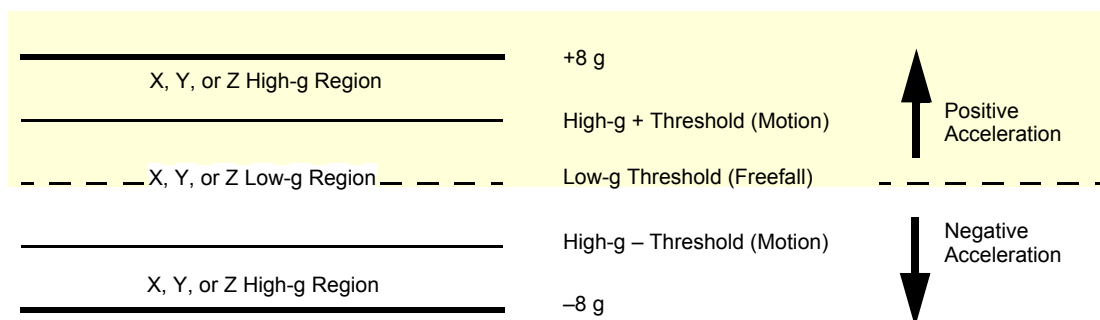 +8 g
X, Y, or Z High-g Region
High-g + Threshold (Motion)
Positive
Acceleration
X, Y, or Z Low-g Region
Low-g Threshold (Freefall)
High-g – Threshold (Motion)
Negative
Acceleration
X, Y, or Z High-g Region
–8 g